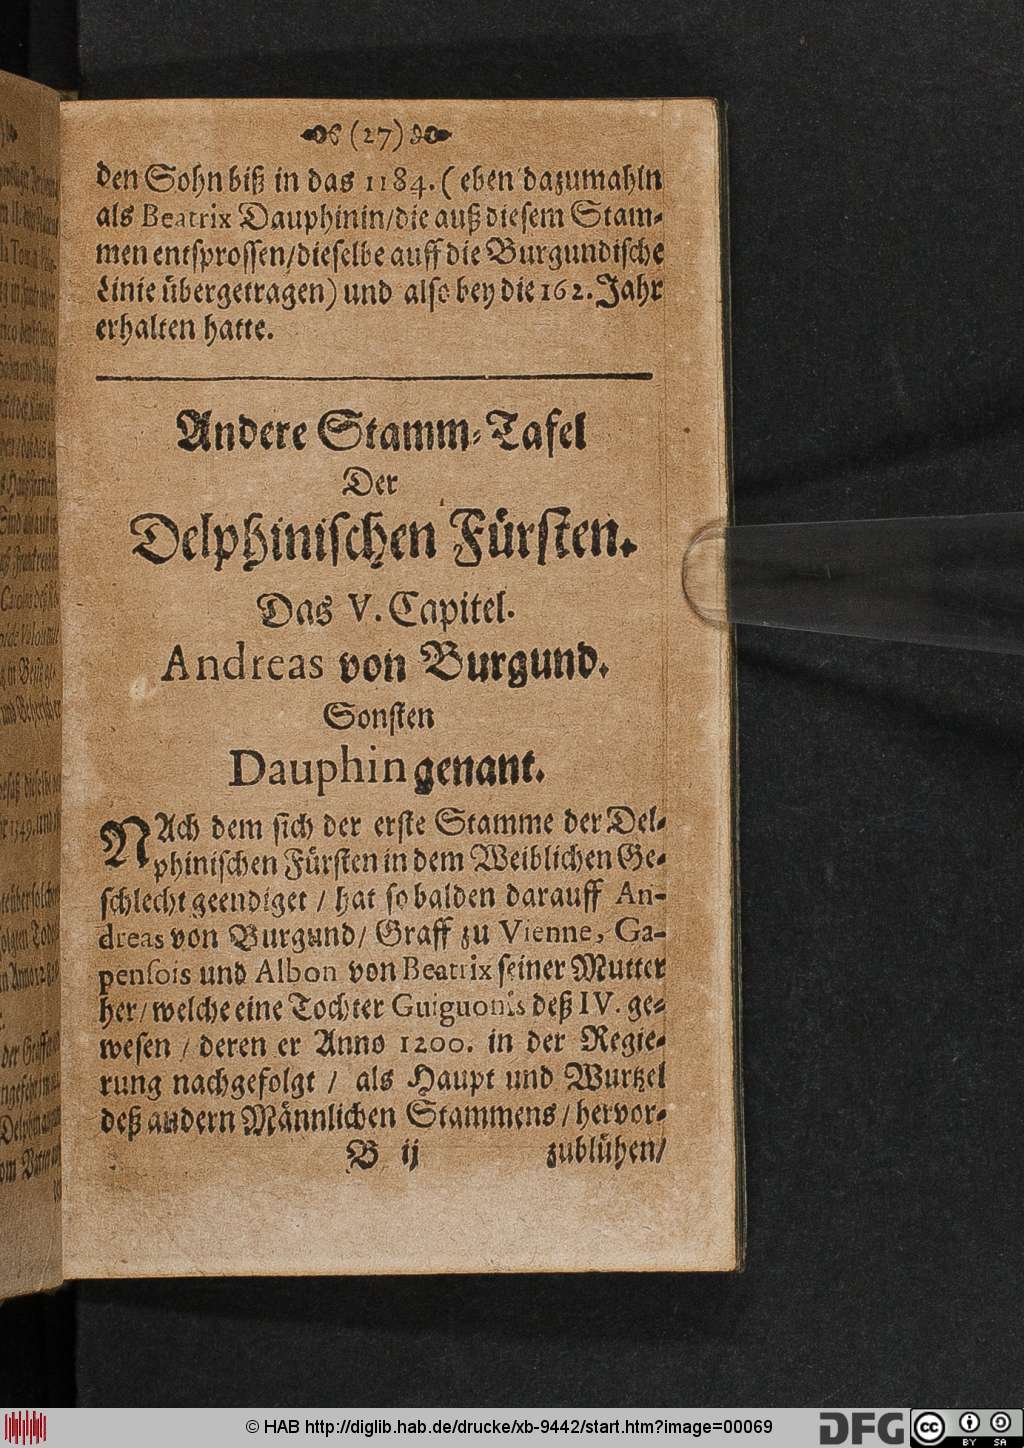 (27)
den Sohn biß in das 1184. (eben dazumahln
als Beatrix Dauphinin/die auß diesem Stam-
men entsprossen/dieselbe auff die Burgundische
Linie übergetragen) und also bey die 162. Jahr
erhalten hatte.
Andere Stamm-Tafel
Der
Delphinischen Fürsten.
Das V. Capitel.
Andreas von Burgund.
Sonsten
Dauphin genant.
NAch dem sich der erste Stamme der Del-
phinischen Fürsten in dem Weiblichen Ge-
schlecht geendiget / hat so balden darauff An-
dreas von Burgund/ Graff zu Vienne, Ga-
pensois und Albon von Beatrix seiner Mutter
her/welche eine Tochter Guiguonis deß IV. ge-
wesen / deren er Anno 1200. in der Regie-
rung nachgefolgt / als Haupt und Wurtzel
deß andern Männlichen Stammens/hervor-
B ij zublühen/
© HAB http://diglib.hab.de/drucke/xb-9442/start.htm?image=00069
DFG
cc
BY SA